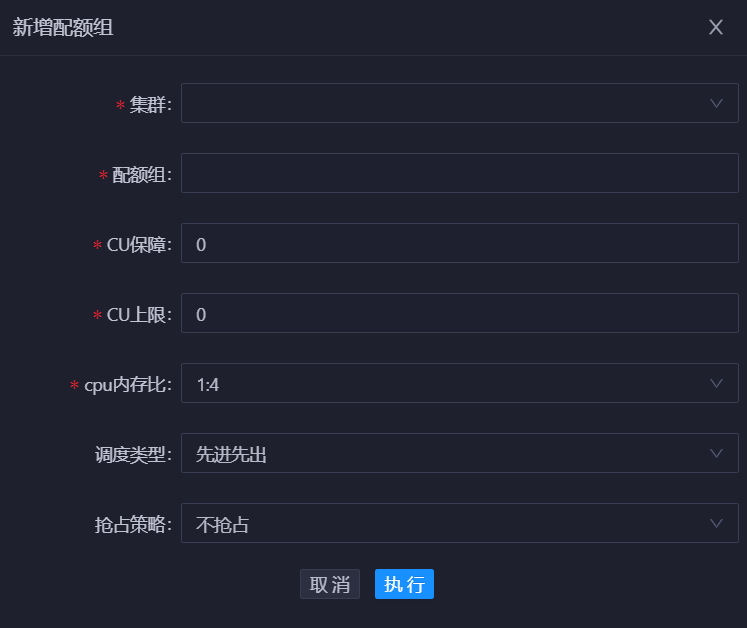 新增配额组
* 集群:
* 配额组:
* CU保障: 0
* CU上限: 0
* cpu内存比: 1:4
调度类型: 先进先出
抢占策略: 不抢占
取消 执行